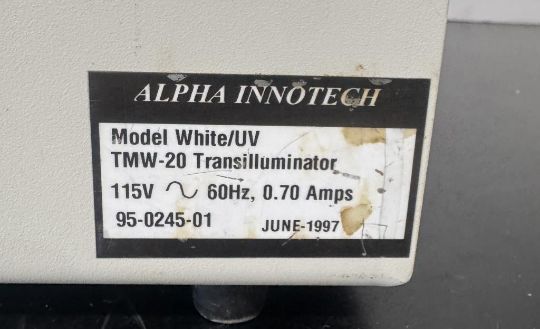 ALPHA INNOTECH
Model White/UV
TMW-20 Transilluminator
115V ~ 60Hz, 0.70 Amps
95-0245-01 JUNE-1997